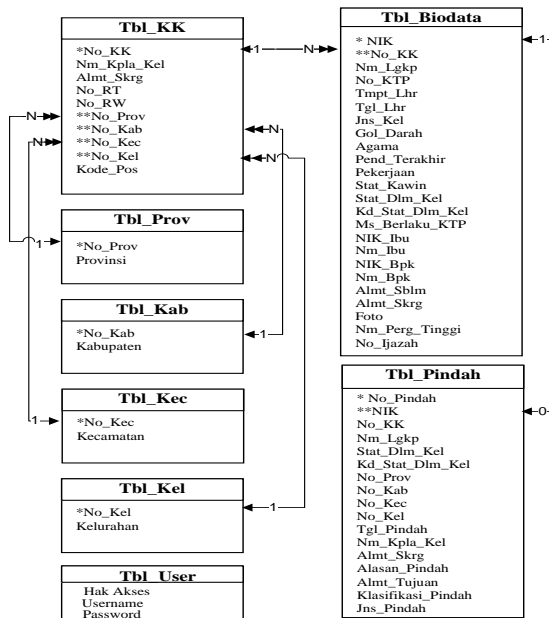 Tbl_KK
*No_KK
Nm_Kpla_Kel
Almt_Skrg
No_RT
No_RW
**No_Prov
**No_Kab
**No_Kec
**No_Kel
Kode_Pos
Tbl_Prov
*No_Prov
Provinsi
Tbl_Kab
*No_Kab
Kabupaten
Tbl_Kec
*No_Kec
Kecamatan
Tbl_Kel
*No_Kel
Kelurahan
Tbl_User
Hak Akses
Username
Password
N
N
1
1
1
N
N
N
1
1
Tbl_Biodata
* NIK
**No_KK
Nm_Lgkp
No_KTP
Tmpt_Lhr
Tgl_Lhr
Jns_Kel
Gol_Darah
Agama
Pend_Terakhir
Pekerjaan
Stat_Kawin
Stat_Dlm_Kel
Kd_Stat_Dlm_Kel
Ms_Berlaku_KTP
NIK_Ibu
Nm_Ibu
NIK_Bpk
Nm_Bpk
Almt_Sblm
Almt_Skrg
Foto
Nm_Perg_Tinggi
No_Ijazah
1
Tbl_Pindah
* No_Pindah
**NIK
No_KK
Nm_Lgkp
Stat_Dlm_Kel
Kd_Stat_Dlm_Kel
No_Prov
No_Kab
No_Kec
No_Kel
Tgl_Pindah
Nm_Kpla_Kel
Almt_Skrg
Alasan_Pindah
Almt_Tujuan
Klasifikasi_Pindah
Jns_Pindah
0